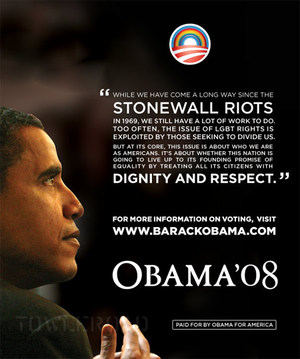 “ WHILE WE HAVE COME A LONG WAY SINCE THE
STONEWALL RIOTS
IN 1969, WE STILL HAVE A LOT OF WORK TO DO.
TOO OFTEN, THE ISSUE OF LGBT RIGHTS IS
EXPLOITED BY THOSE SEEKING TO DIVIDE US.
BUT AT ITS CORE, THIS ISSUE IS ABOUT WHO WE ARE
AS AMERICANS. IT'S ABOUT WHETHER THIS NATION IS
GOING TO LIVE UP TO ITS FOUNDING PROMISE OF
EQUALITY BY TREATING ALL ITS CITIZENS WITH
DIGNITY AND RESPECT. ”
FOR MORE INFORMATION ON VOTING, VISIT
WWW.BARACKOBAMA.COM
OBAMA'08
TOWLEROAD
PAID FOR BY OBAMA FOR AMERICA